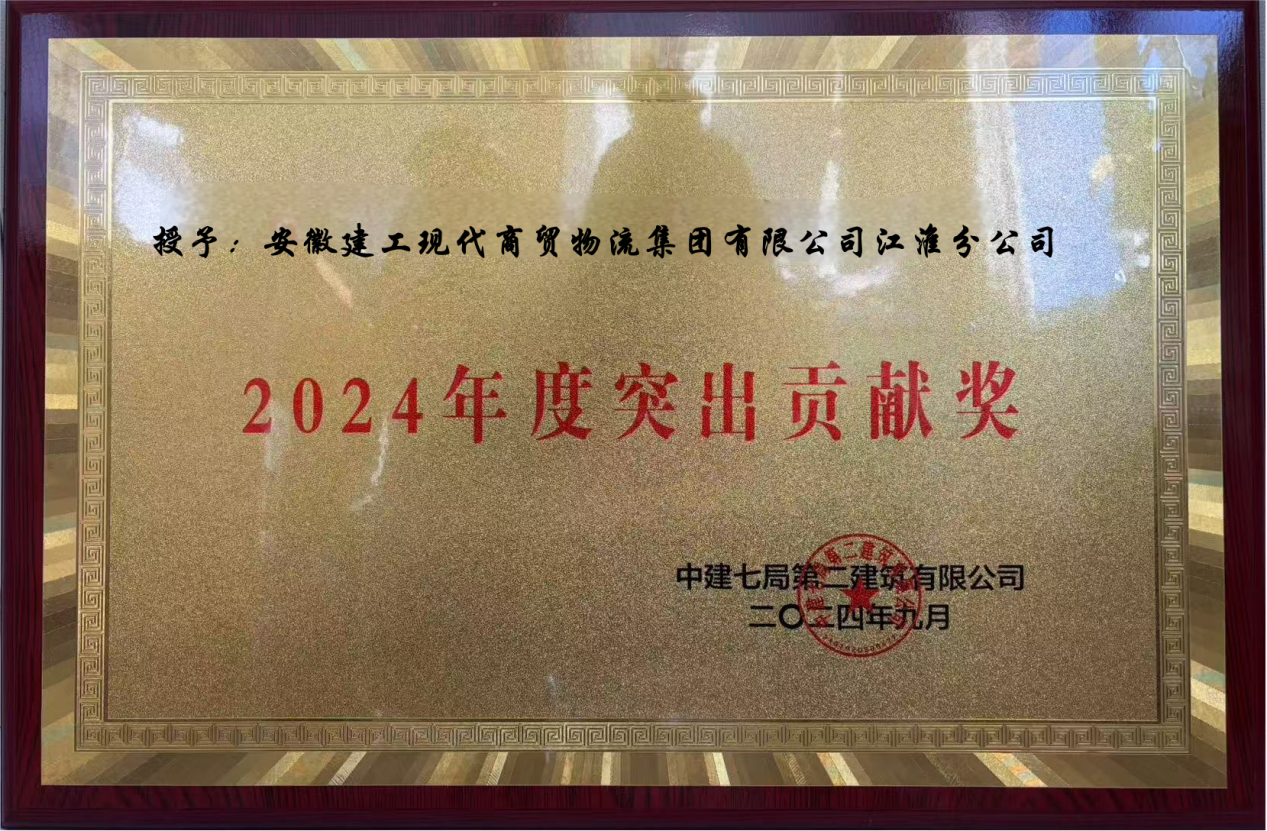 授予：安徽建工现代商贸物流集团有限公司江淮分公司
2024年度突出贡献奖
中建七局第二建筑有限公司
二〇二四年九月